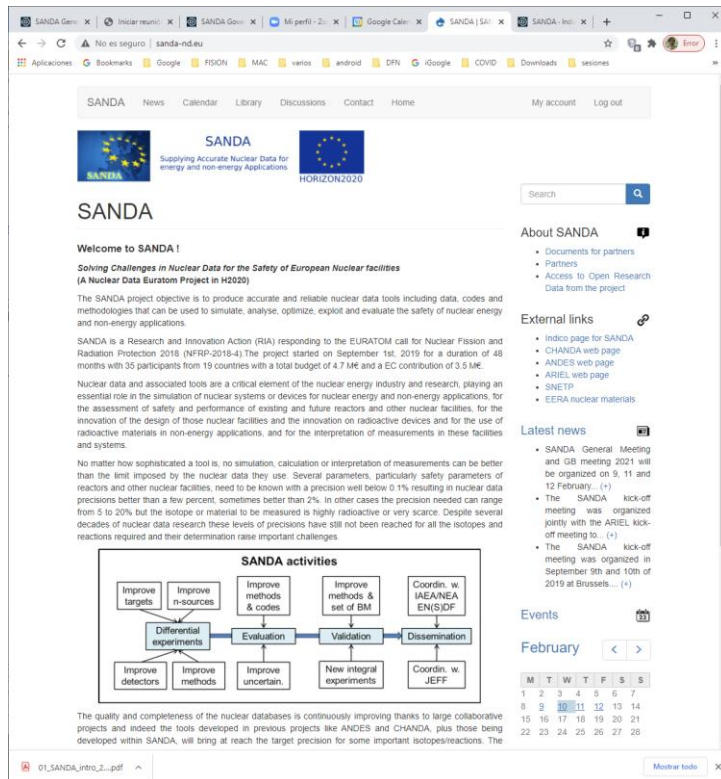 SANDA Gene
Iniciar reunió
SANDA Gove
Mi perfil - Zo
Google Caler
SANDA | SAN
SANDA - Indi
No es seguro | sanda-nd.eu
Error
Aplicaciones
Bookmarks
Google
FISION
MAC
varios
android
DFN
iGoogle
COVID
Downloads
sesiones
SANDA News Calendar Library Discussions Contact Home My account Log out
SANDA
SANDA
Supplying Accurate Nuclear Data for
energy and non-energy Applications
HORIZON2020
SANDA
Welcome to SANDA !
Solving Challenges in Nuclear Data for the Safety of European Nuclear facilities
(A Nuclear Data Euratom Project in H2020)
The SANDA project objective is to produce accurate and reliable nuclear data tools including data, codes and
methodologies that can be used to simulate, analyse, optimize, exploit and evaluate the safety of nuclear energy
and non-energy applications.
SANDA is a Research and Innovation Action (RIA) responding to the EURATOM call for Nuclear Fission and
Radiation Protection 2018 (NFRP-2018-4).The project started on September 1st, 2019 for a duration of 48
months with 35 participants from 19 countries with a total budget of 4.7 M€ and a EC contribution of 3.5 M€.
Nuclear data and associated tools are a critical element of the nuclear energy industry and research, playing an
essential role in the simulation of nuclear systems or devices for nuclear energy and non-energy applications, for
the assessment of safety and performance of existing and future reactors and other nuclear facilities, for the
innovation of the design of those nuclear facilities and the innovation on radioactive devices and for the use of
radioactive materials in non-energy applications, and for the interpretation of measurements in these facilities
and systems.
No matter how sophisticated a tool is, no simulation, calculation or interpretation of measurements can be better
than the limit imposed by the nuclear data they use. Several parameters, particularly safety parameters of
reactors and other nuclear facilities, need to be known with a precision well below 0.1% resulting in nuclear data
precisions better than a few percent, sometimes better than 2%. In other cases the precision needed can range
from 5 to 20% but the isotope or material to be measured is highly radioactive or very scarce. Despite several
decades of nuclear data research these levels of precisions have still not been reached for all the isotopes and
reactions required and their determination raise important challenges.
SANDA activities
Improve
targets
Improve
n-sources
Improve
methods
& codes
Improve
methods &
set of BM
Coordin. w.
IAEA/NEA
EN(S)DF
Differential
experiments
Evaluation
Validation
Dissemination
Improve
detectors
Improve
methods
Improve
uncertain.
New integral
experiments
Coordin. w.
JEFF
The quality and completeness of the nuclear databases is continuously improving thanks to large collaborative
projects and indeed the tools developed in previous projects like ANDES and CHANDA, plus those being
developed within SANDA, will bring at reach the target precision for some important isotopes/reactions. The
Search
About SANDA
Documents for partners
Partners
Access to Open Research
Data from the project
External links
Indico page for SANDA
CHANDA web page
ANDES web page
ARIEL web page
SNETP
EERA nuclear materials
Latest news
SANDA General Meeting
and GB meeting 2021 will
be organized on 9, 11 and
12 February... (+)
The SANDA kick-off
meeting was organized
jointly with the ARIEL kick-
off meeting to... (+)
The SANDA kick-off
meeting was organized in
September 9th and 10th of
2019 at Brussels.... (+)
Events
23
February
M T W T F S S
1 2 3 4 5 6 7
8 9 10 11 12 13 14
15 16 17 18 19 20 21
22 23 24 25 26 27 28
01_SANDA_intro_2....pdf
Mostrar todo